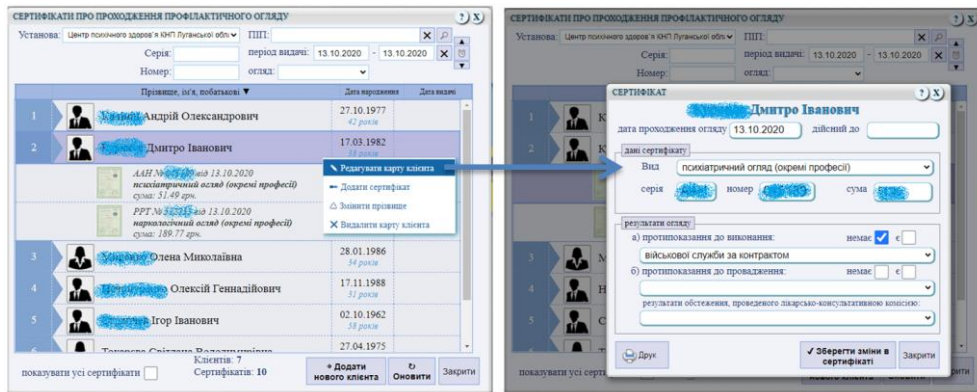 СЕРТИФІКАТИ ПРО ПРОХОДЖЕННЯ ПРОФІЛАКТИЧНОГО ОГЛЯДУ ? X
Установа: Центр психічного здоров'я КНП Луганської обл ПІП:
Серія: період видачі: 13.10.2020 - 13.10.2020
Номер: огляд:
Прізвище, ім'я, побатькові ▼ Дата народження Дата видачі
1 Андрій Олександрович 27.10.1977
42 років
2 Дмитро Іванович 17.03.1982
38 років
ААН № від 13.10.2020
психіатричний огляд (окремі професії)
сума: 51.49 грн.
РРТ № від 13.10.2020
наркологічний огляд (окремі професії)
сума: 189.77 грн.
Редагувати карту клієнта
Додати сертифікат
Змінити прізвище
Видалити карту клієнта
3 Олена Миколаївна 28.01.1986
34 років
4 Олексій Геннадійович 17.11.1988
31 років
5 Ігор Іванович 02.10.1962
58 років
27.04.1975
показувати усі сертифікати
Клієнтів: 7
Сертифікатів: 10
+ Додати нового клієнта
Оновити
Закрити
СЕРТИФІКАТИ ПРО ПРОХОДЖЕННЯ ПРОФІЛАКТИЧНОГО ОГЛЯДУ ? X
Установа: Центр психічного здоров'я КНП Луганської обл ПІП:
Серія: період видачі: 13.10.2020 - 13.10.2020
Номер: огляд:
СЕРТИФІКАТ ? X
Дмитро Іванович
дата проходження огляду 13.10.2020 дійсний до
дані сертифікату
Вид психіатричний огляд (окремі професії)
серія номер сума
результати огляду
а) протипоказання до виконання: немає є
військової служби за контрактом
б) протипоказання до провадження: немає є
результати обстеження, проведеного лікарсько-консультативною комісією:
Друк
✓ Зберегти зміни в сертифікаті
Закрити
1
2
3
4
5
показувати усі серти